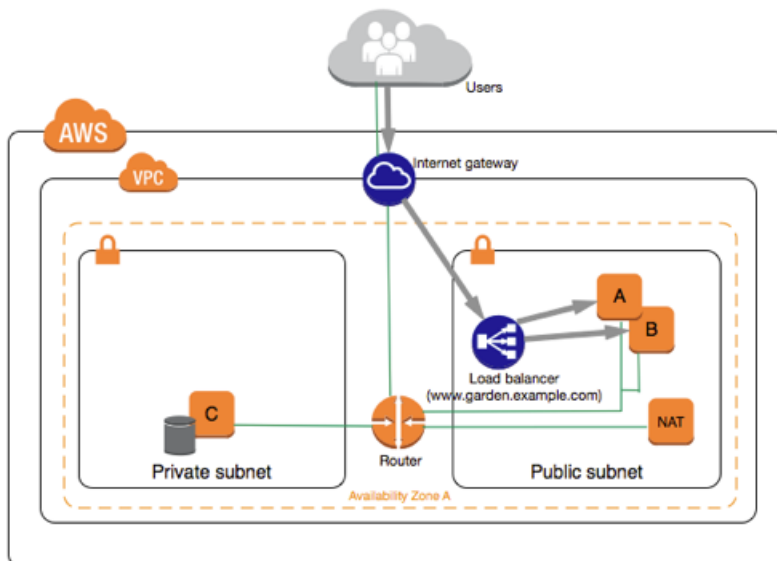 Users
AWS
Internet gateway
VPC
A
B
Load balancer
(www.garden.example.com)
C
NAT
Router
Private subnet
Public subnet
Availability Zone A